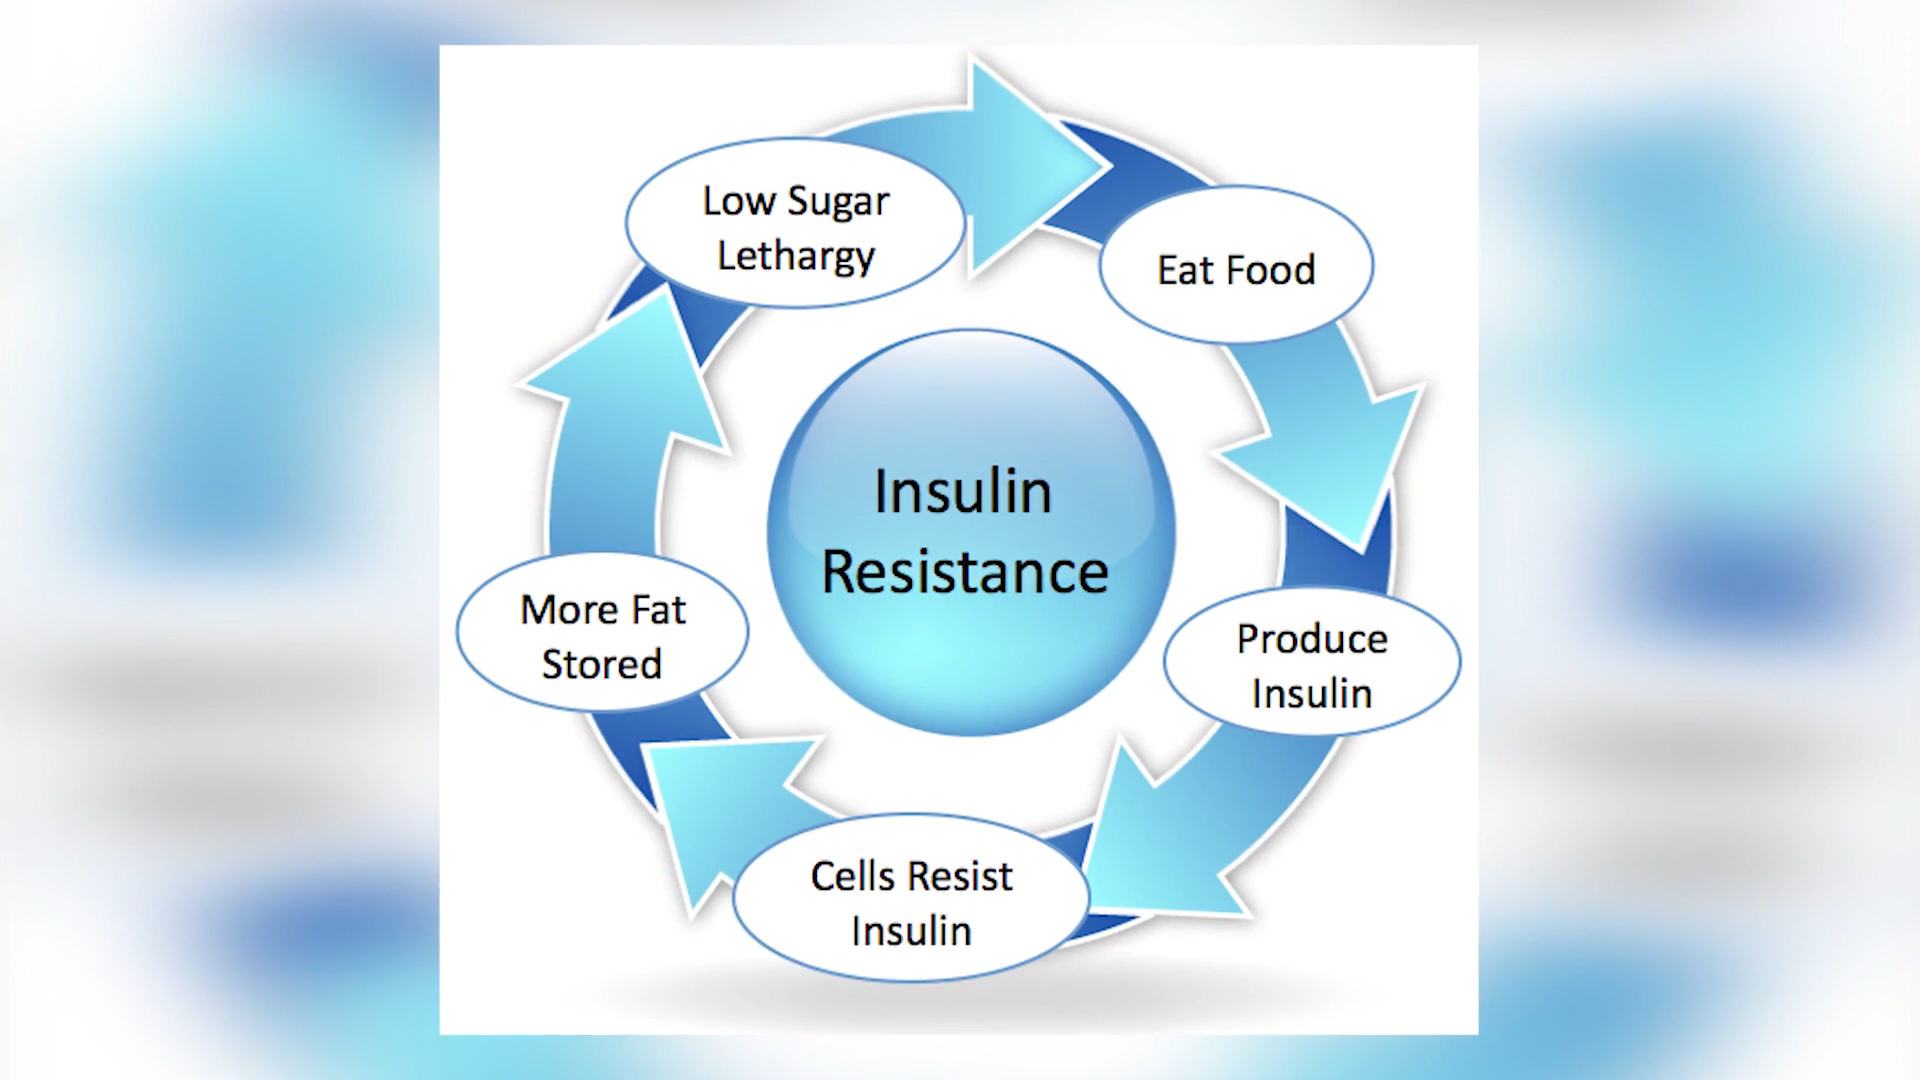 Low Sugar
Lethargy
Eat Food
Insulin
Resistance
More Fat
Stored
Produce
Insulin
Cells Resist
Insulin